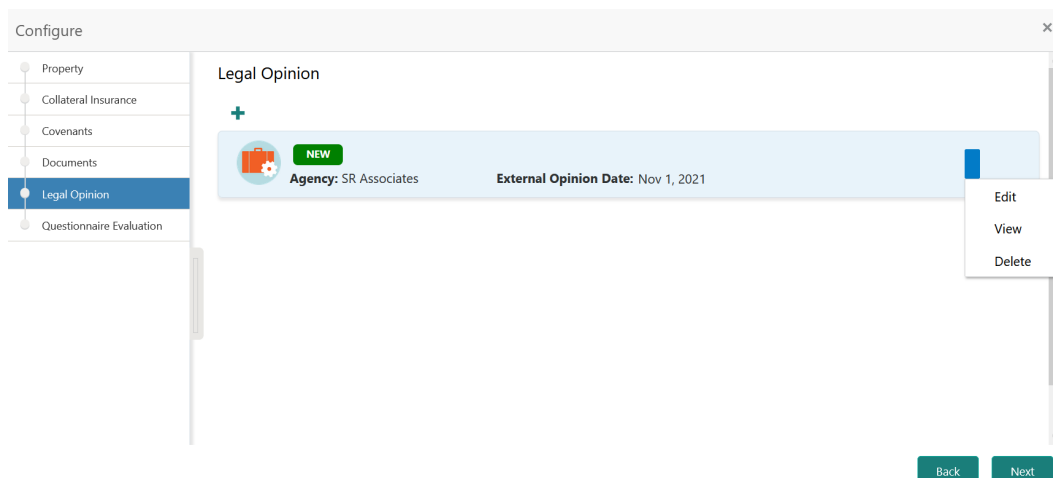 Configure
×
Property
Collateral Insurance
Covenants
Documents
Legal Opinion
Questionnaire Evaluation
Legal Opinion
+
NEW
Agency: SR Associates External Opinion Date: Nov 1, 2021
Edit
View
Delete
Back Next